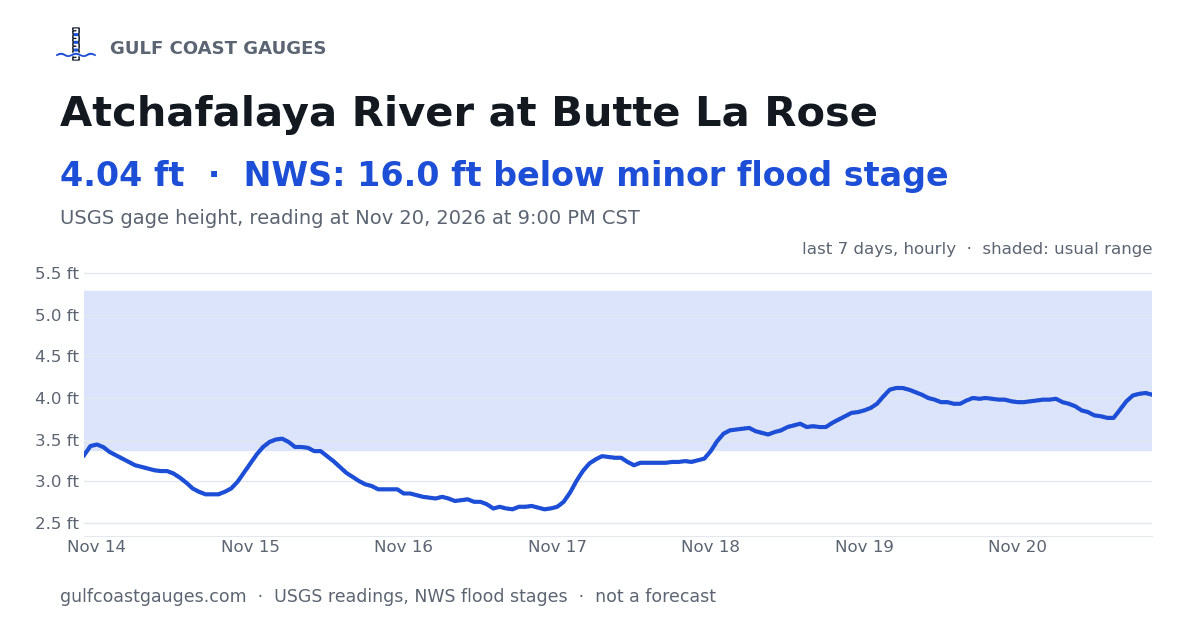 GULF COAST GAUGES
Atchafalaya River at Butte La Rose
4.04 ft · NWS: 16.0 ft below minor flood stage
USGS gage height, reading at Nov 20, 2026 at 9:00 PM CST
last 7 days, hourly · shaded: usual range
5.5 ft
5.0 ft
4.5 ft
4.0 ft
3.5 ft
3.0 ft
2.5 ft
Nov 14 Nov 15 Nov 16 Nov 17 Nov 18 Nov 19 Nov 20
gulfcoastgauges.com · USGS readings, NWS flood stages · not a forecast